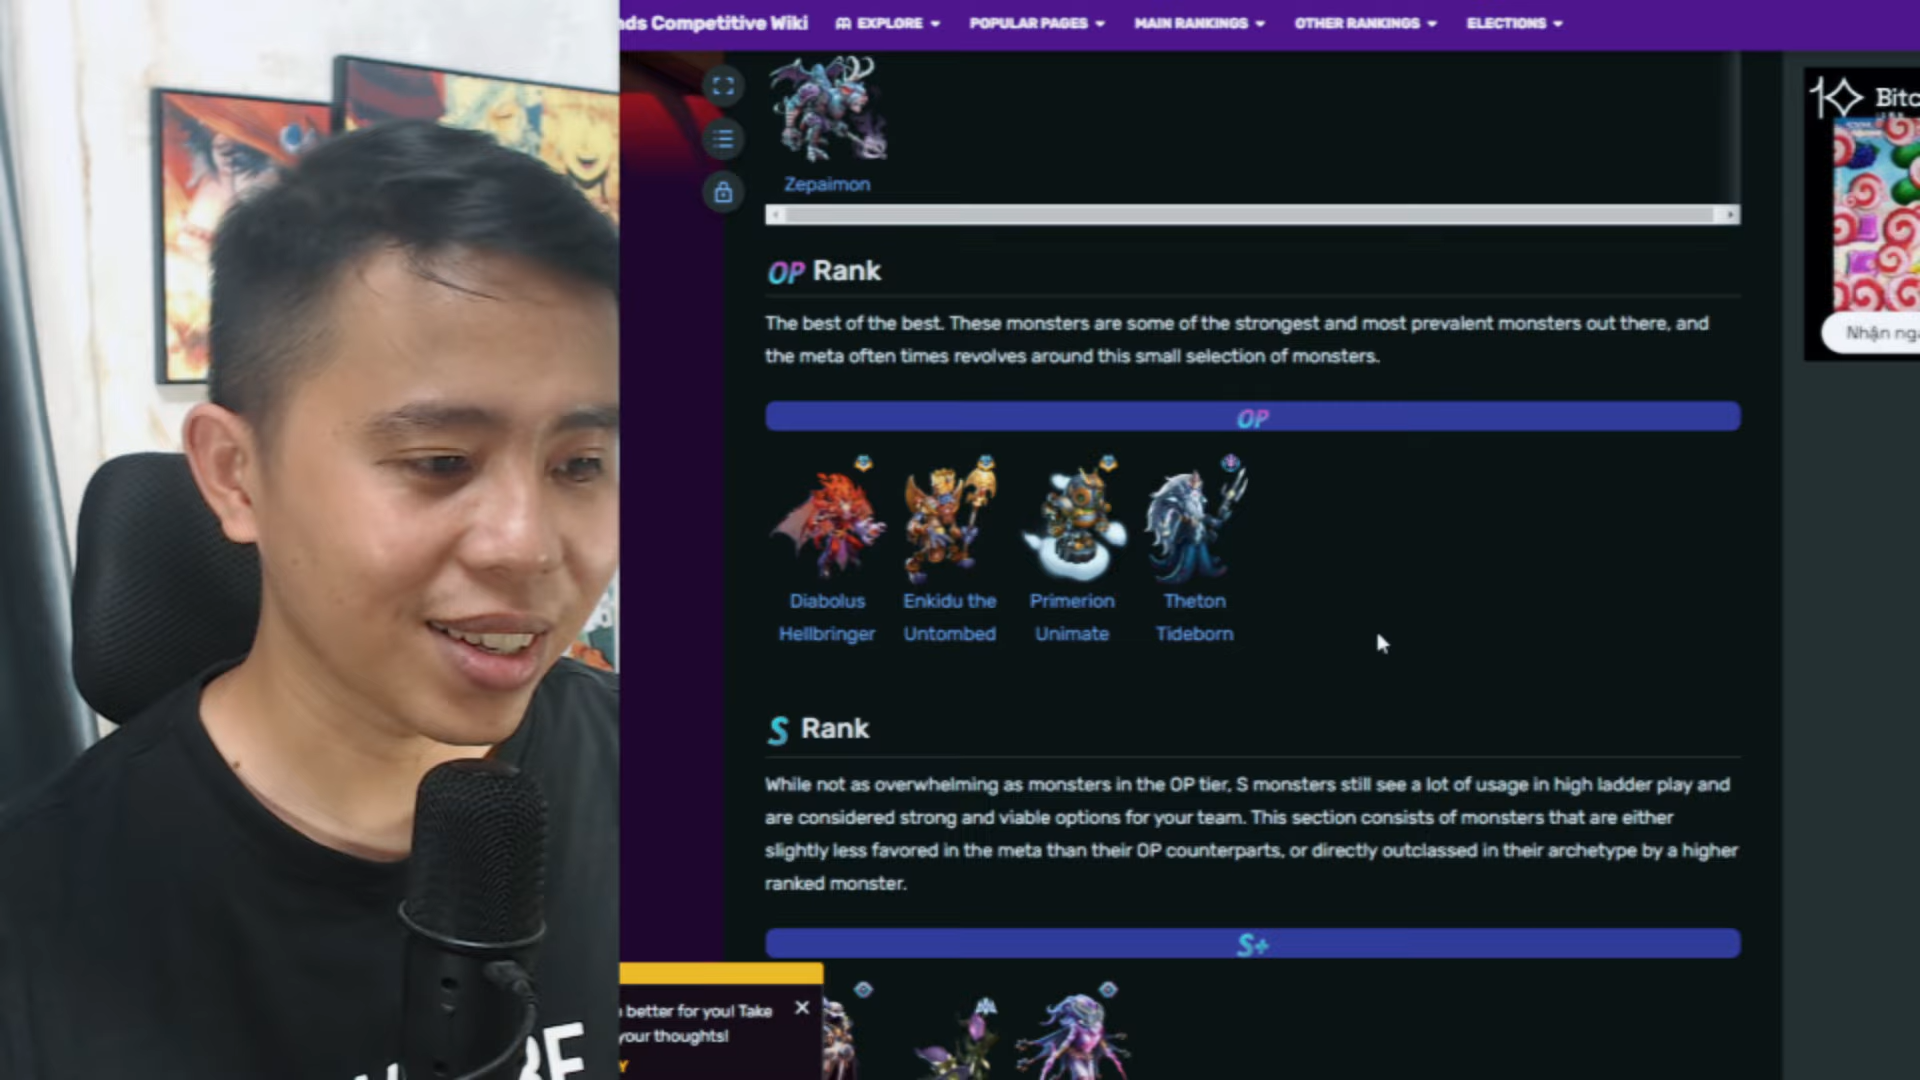 nds Competitive Wiki
EXPLORE
POPULAR PAGES
MAIN RANKINGS
OTHER RANKINGS
ELECTIONS
Zepaimon
Bitc
Nhận ngà
OP Rank
The best of the best. These monsters are some of the strongest and most prevalent monsters out there, and
the meta often times revolves around this small selection of monsters.
OP
Diabolus
Hellbringer
Enkidu the
Untombed
Primerion
Unimate
Theton
Tideborn
S Rank
While not as overwhelming as monsters in the OP tier, S monsters still see a lot of usage in high ladder play and
are considered strong and viable options for your team. This section consists of monsters that are either
slightly less favored in the meta than their OP counterparts, or directly outclassed in their archetype by a higher
ranked monster.
S+
better for you! Take
your thoughts!
Y